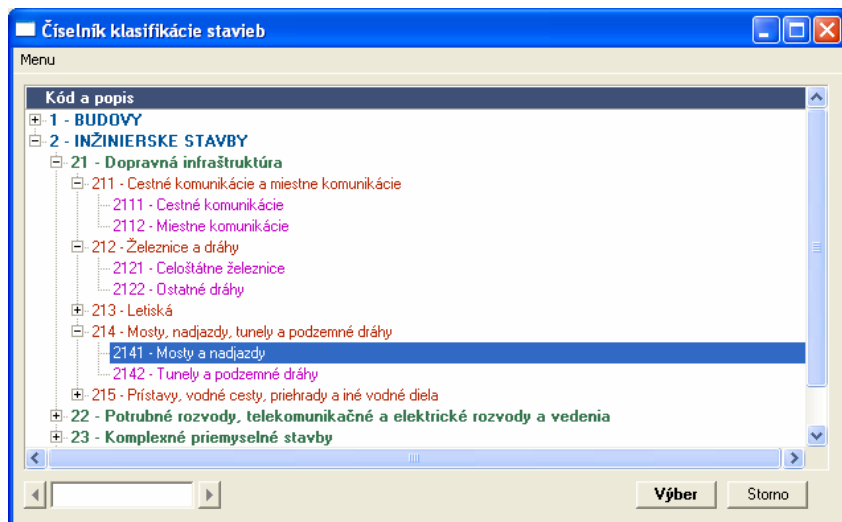 Číselník klasifikácie stavieb
Menu
Kód a popis
1 - BUDOVY
2 - INŽINIERSKE STAVBY
21 - Dopravná infraštruktúra
211 - Cestné komunikácie a miestne komunikácie
2111 - Cestné komunikácie
2112 - Miestne komunikácie
212 - Železnice a dráhy
2121 - Celoštátne železnice
2122 - Ostatné dráhy
213 - Letiská
214 - Mosty, nadjazdy, tunely a podzemné dráhy
2141 - Mosty a nadjazdy
2142 - Tunely a podzemné dráhy
215 - Prístavy, vodné cesty, priehrady a iné vodné diela
22 - Potrubné rozvody, telekomunikačné a elektrické rozvody a vedenia
23 - Komplexné priemyselné stavby
Výber Storno